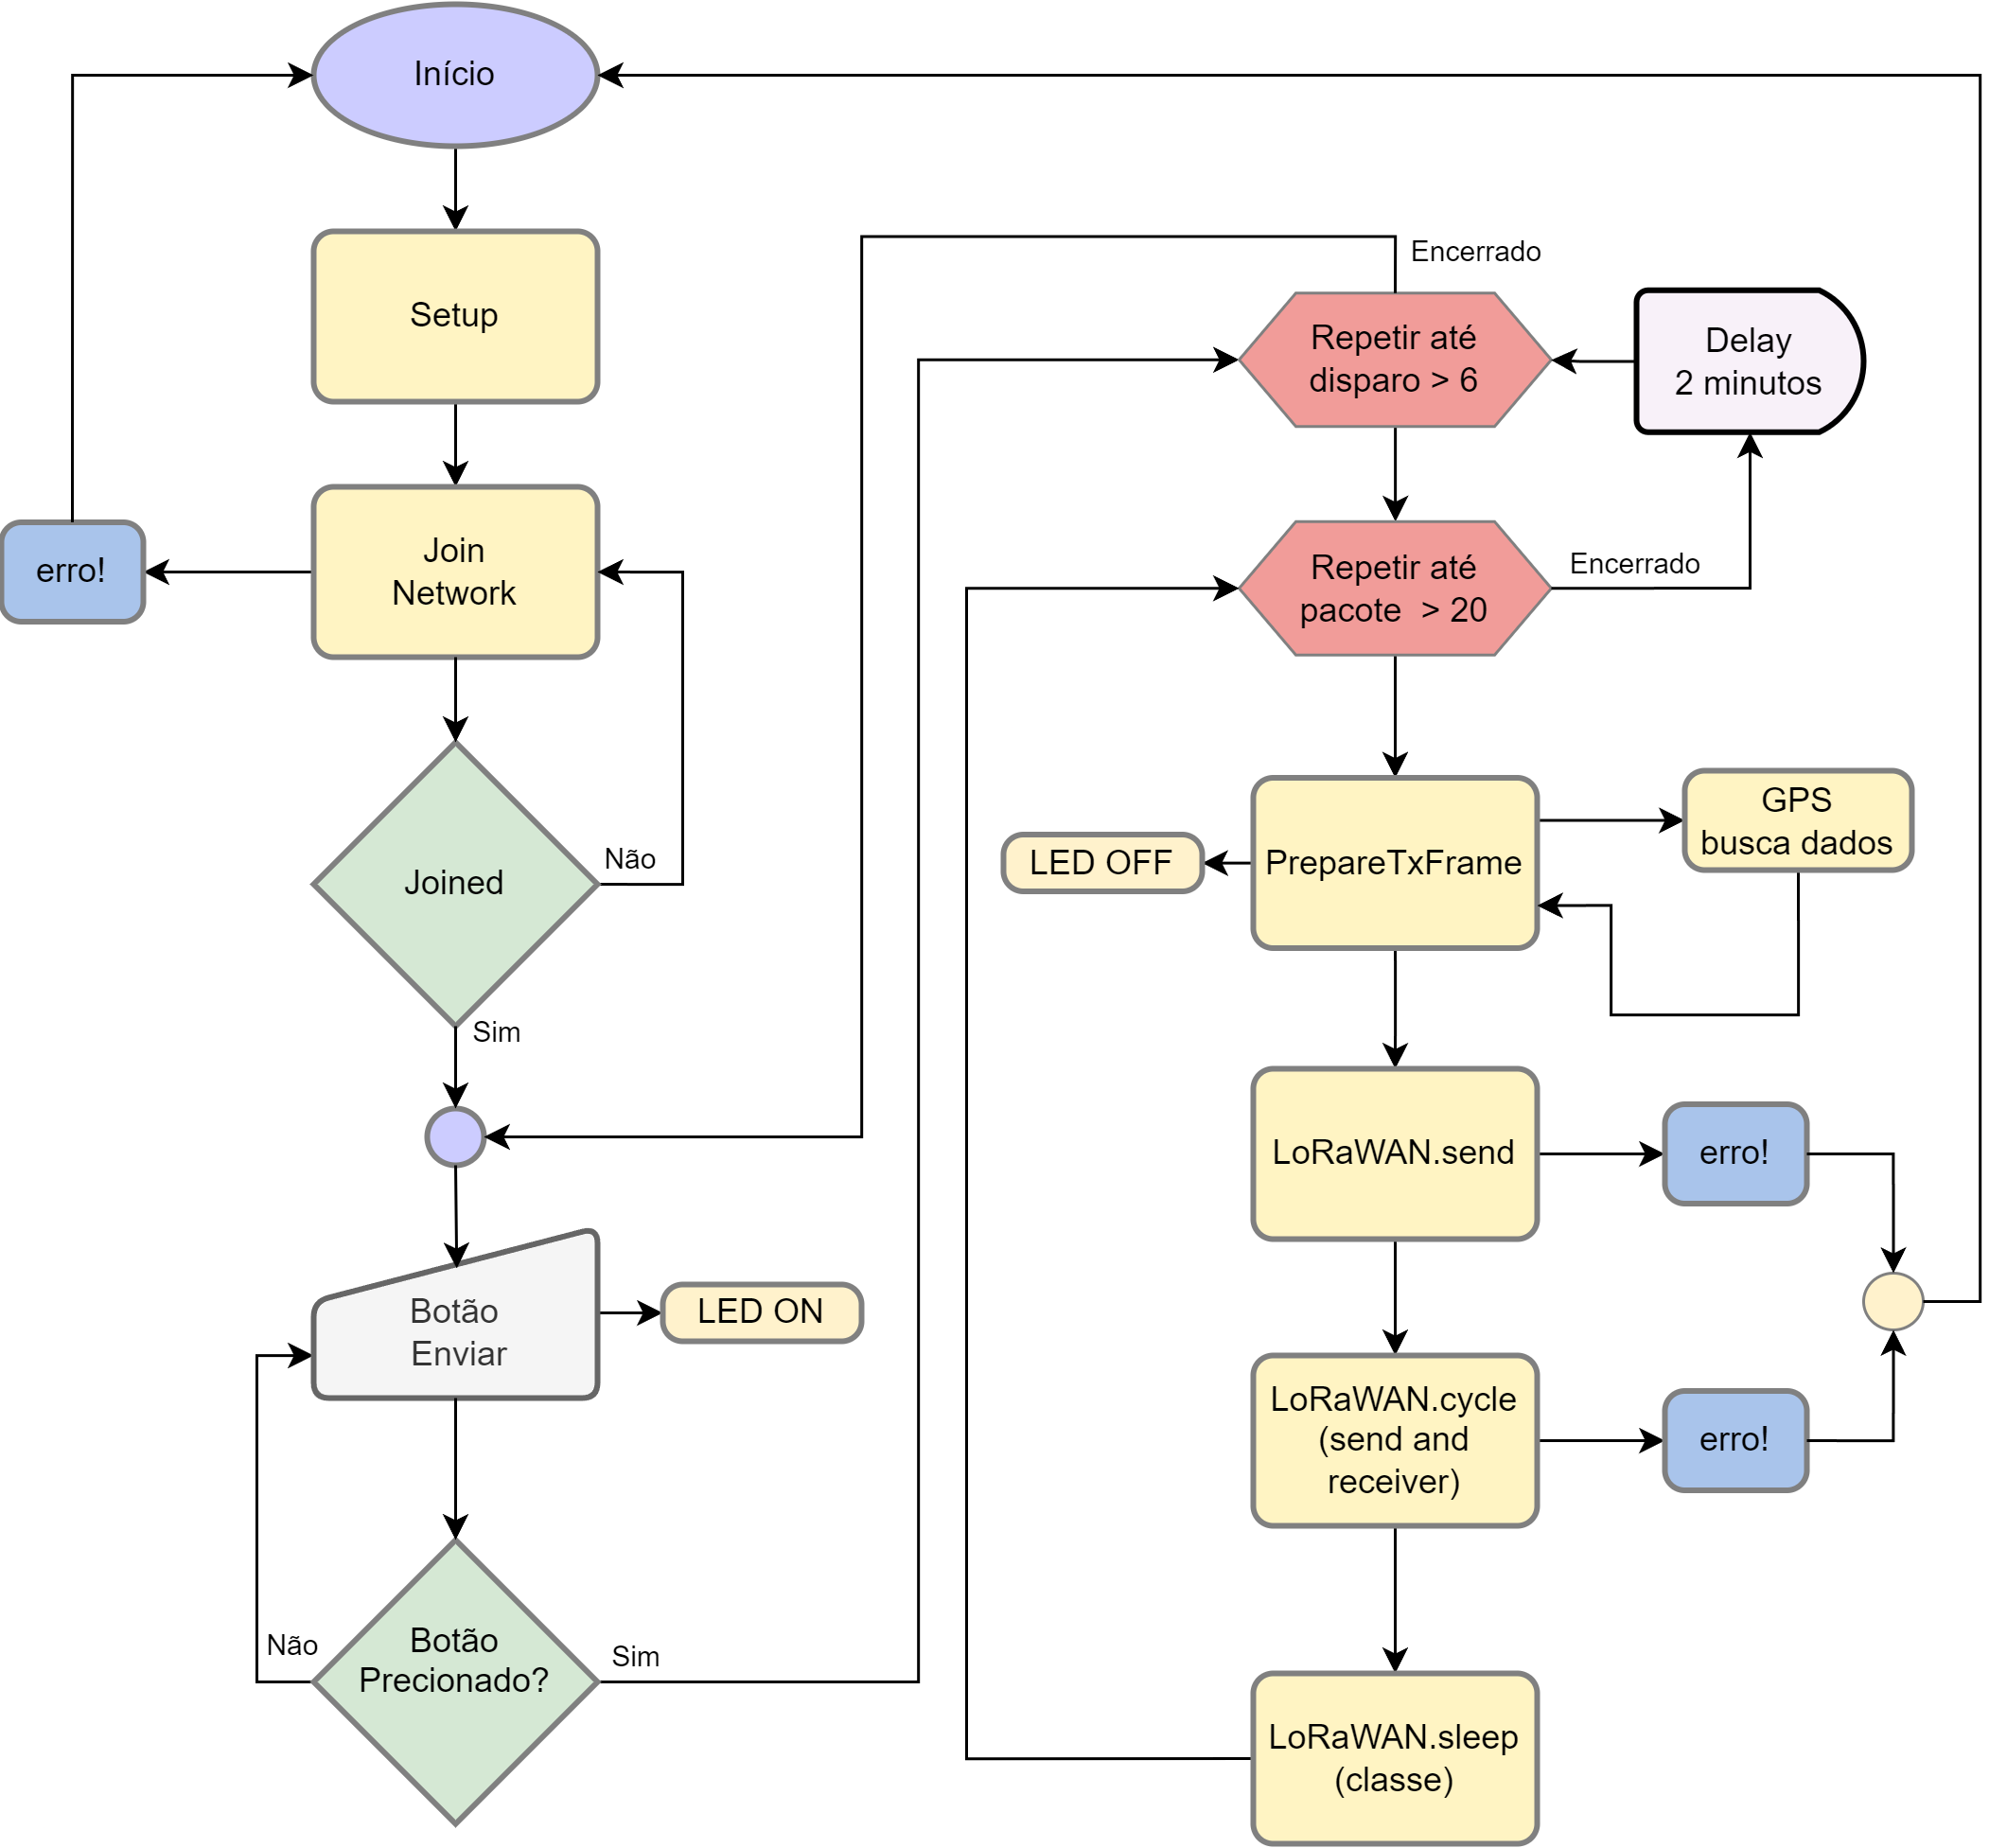 Início
Setup
Join
Network
erro!
Joined
Não
Sim
Botão
Enviar
LED ON
Botão
Precionado?
Não
Sim
Encerrado
Repetir até
disparo > 6
Delay
2 minutos
Repetir até
pacote  > 20
Encerrado
PrepareTxFrame
GPS
busca dados
LED OFF
LoRaWAN.send
erro!
LoRaWAN.cycle
(send and
receiver)
erro!
LoRaWAN.sleep
(classe)